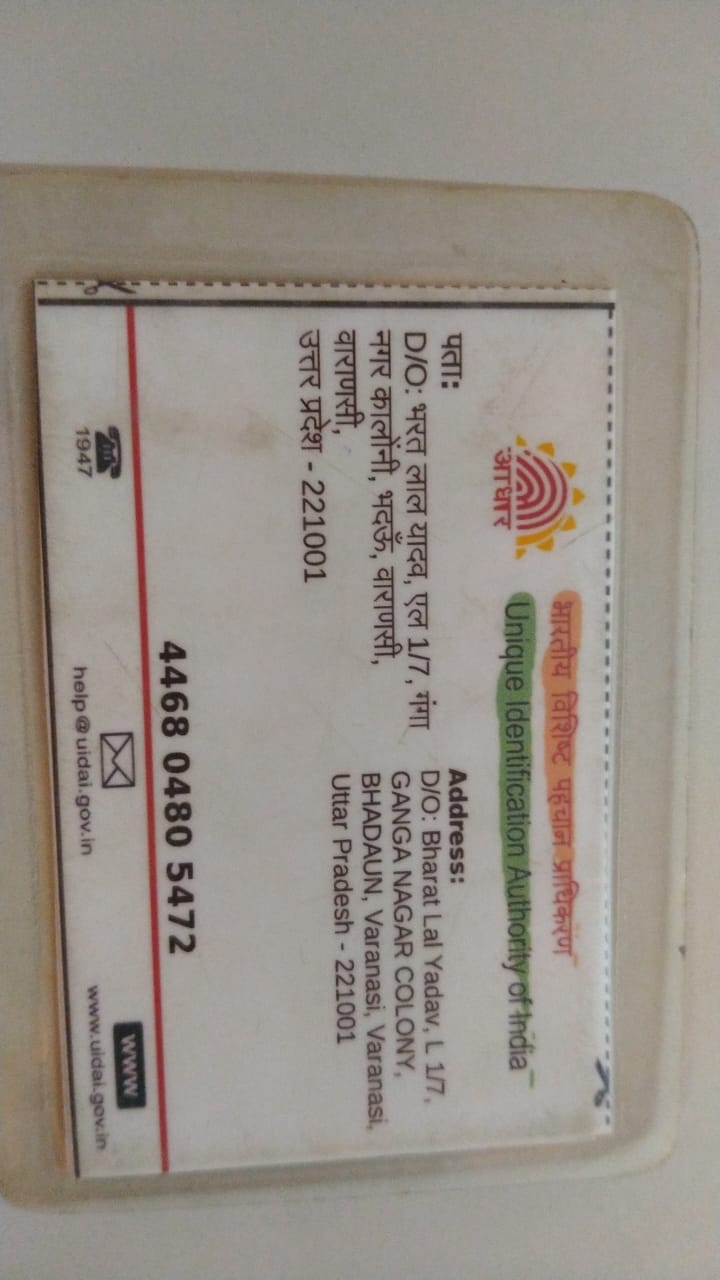 भारतीय विशिष्ट पहचान प्राधिकरण
Unique Identification Authority of India
आधार
पता:
D/O: भरत लाल यादव, एल 1/7, गंगा
नगर कालोंनी, भदऊँ, वाराणसी,
वाराणसी,
उत्तर प्रदेश - 221001
Address:
D/O: Bharat Lal Yadav, L 1/7,
GANGA NAGAR COLONY,
BHADAUN, Varanasi, Varanasi,
Uttar Pradesh - 221001
4468 0480 5472
1947
help@uidai.gov.in
www
www.uidai.gov.in